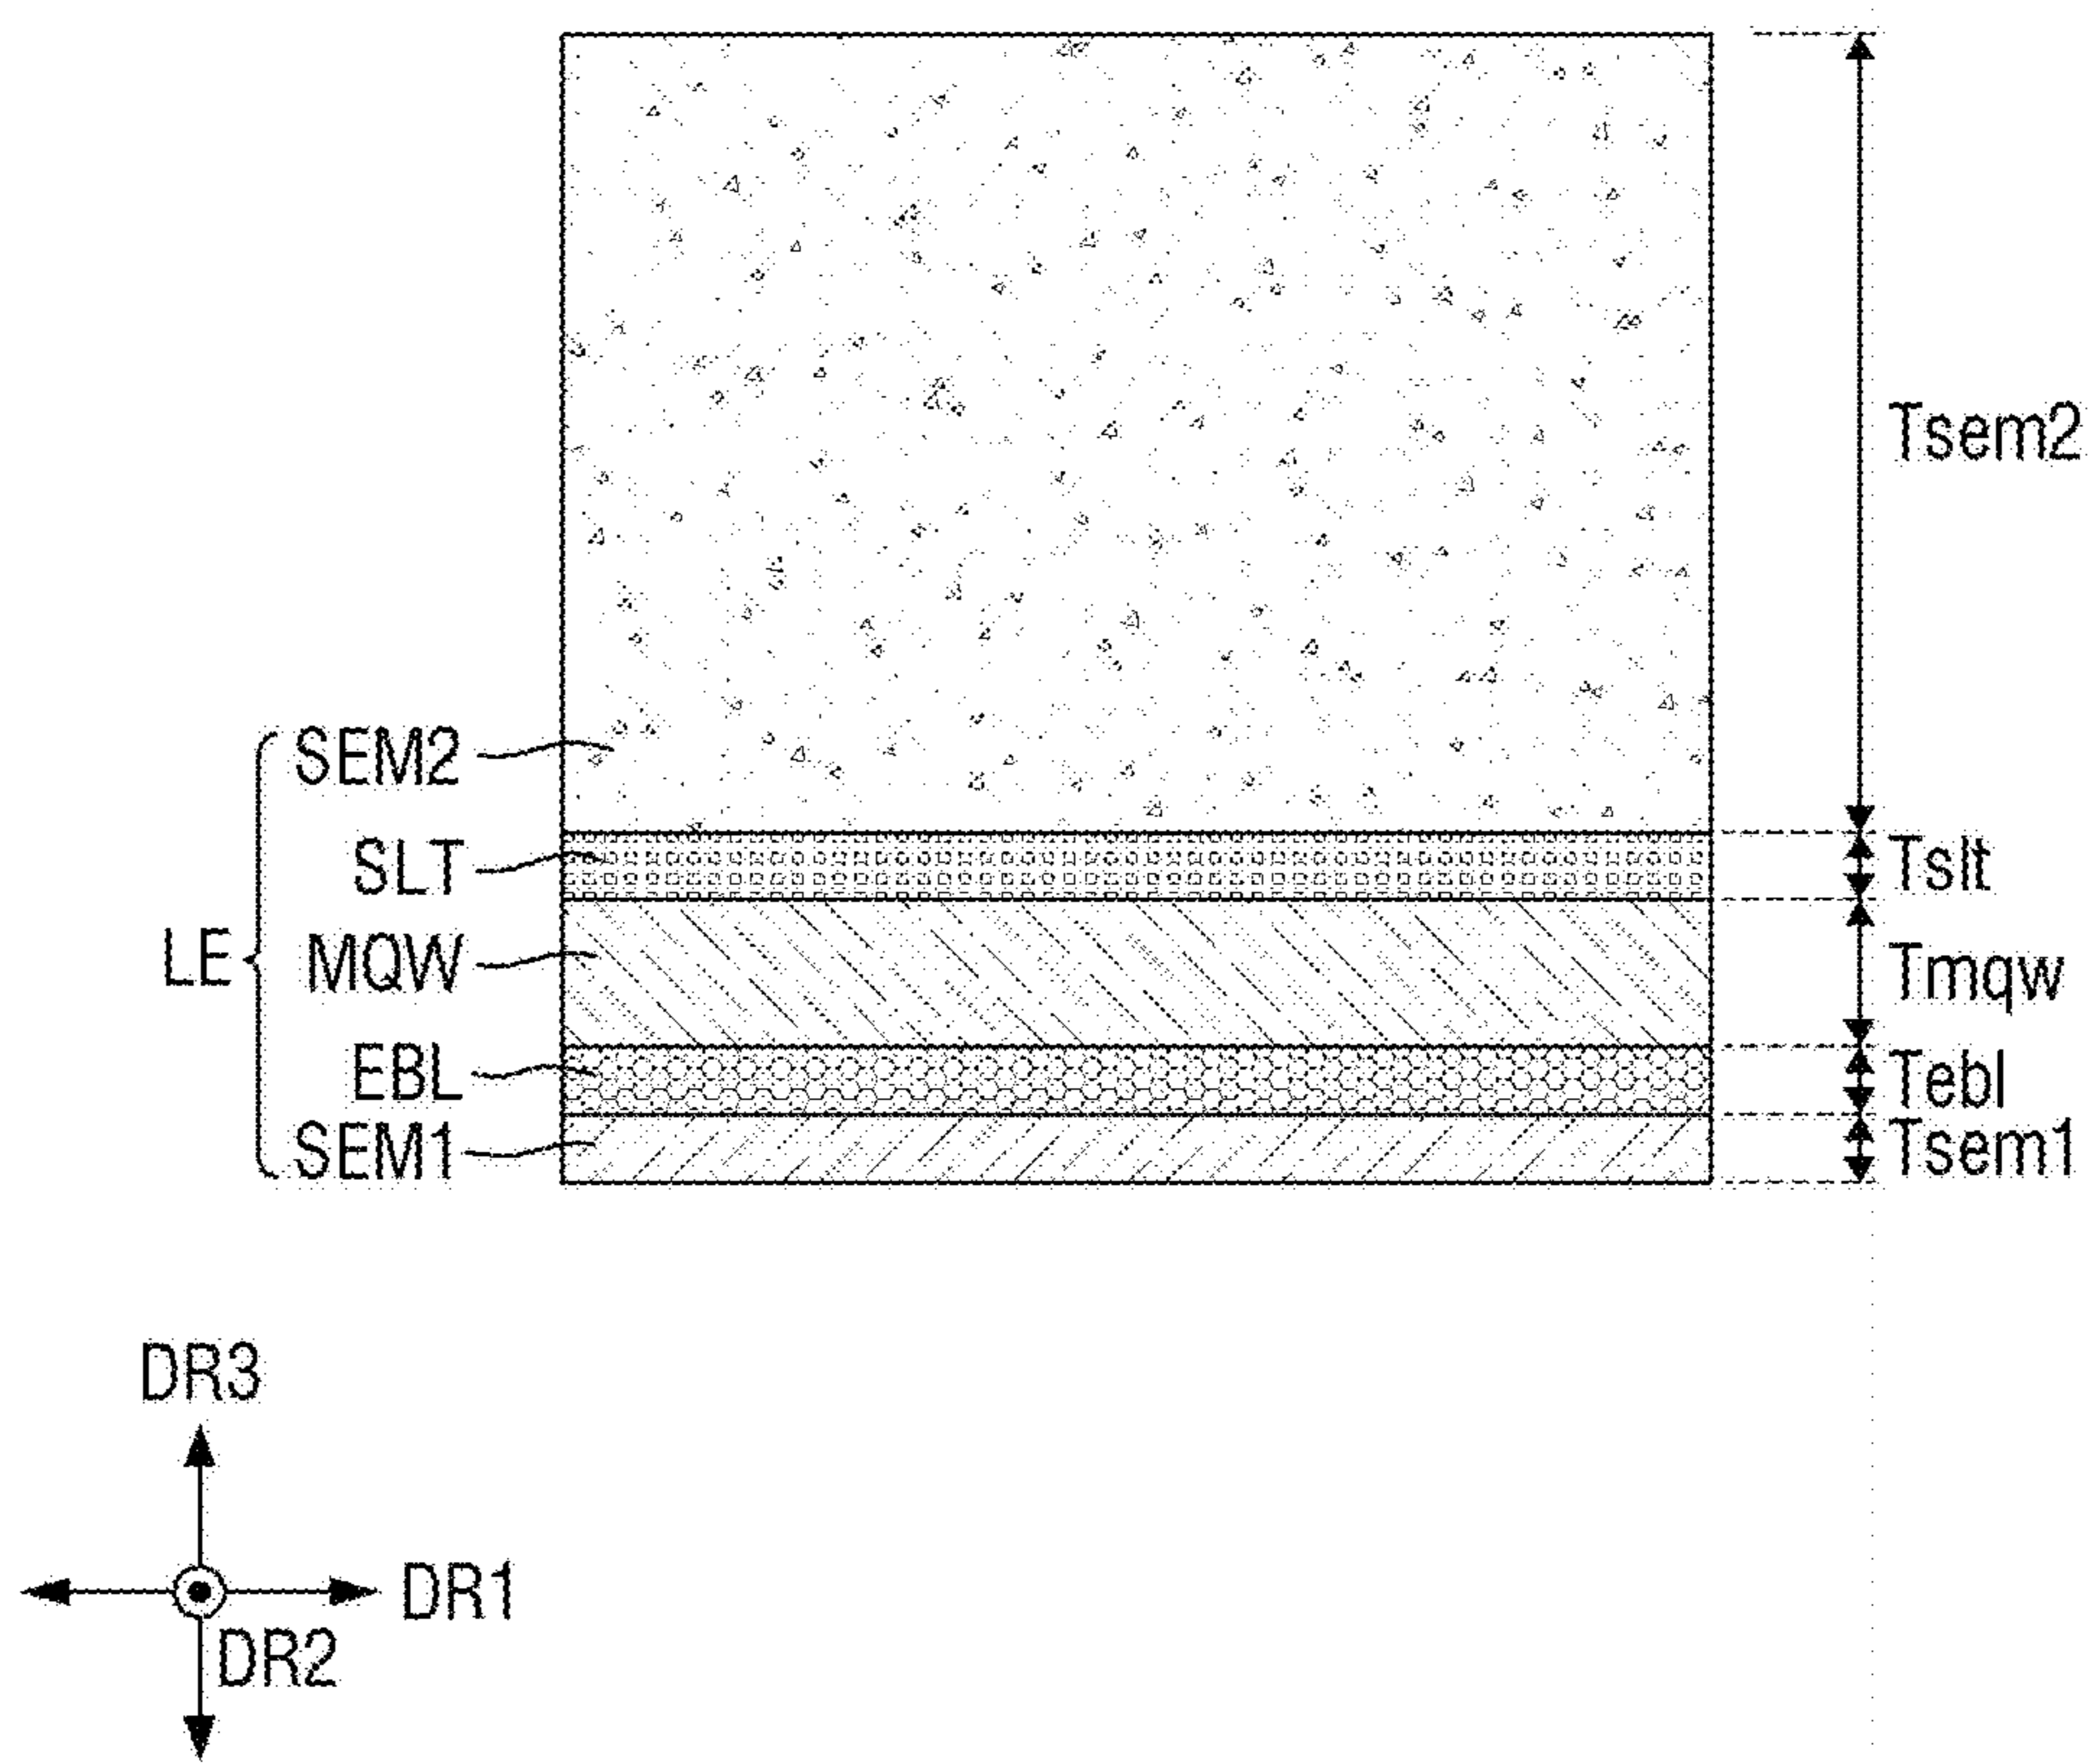 Tsem2
SEM2
SLT
Tslt
LE
MQW
Tmqw
EBL
Tebl
SEM1
Tsem1
DR3
DR1
DR2